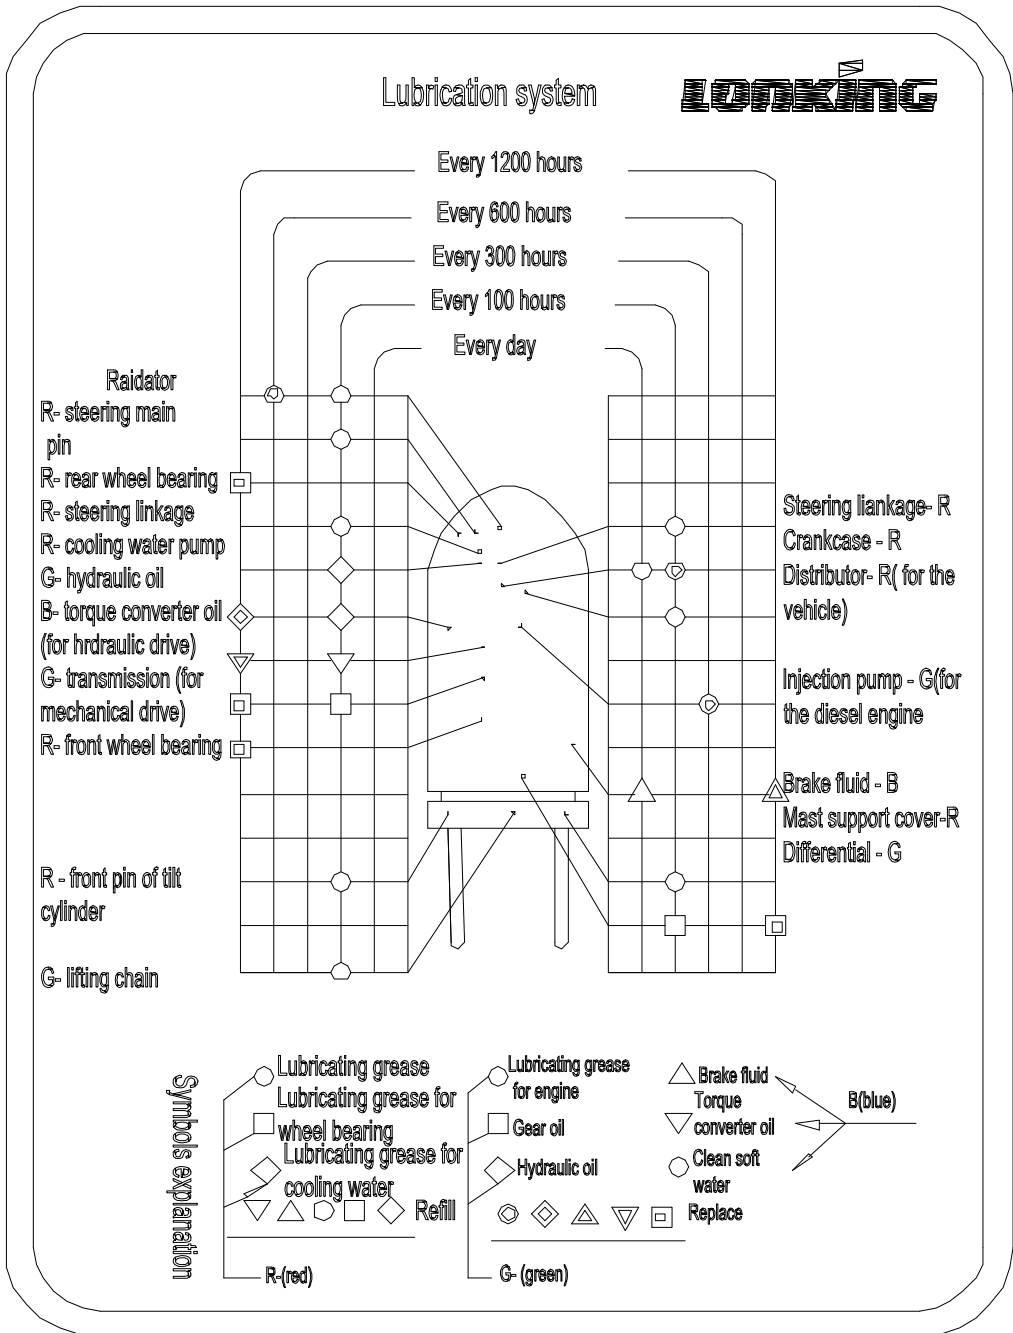 Lubrication system
LONKING
Every 1200 hours
Every 600 hours
Every 300 hours
Every 100 hours
Every day
Raidator
R- steering main
pin
R- rear wheel bearing
R- steering linkage
R- cooling water pump
G- hydraulic oil
B- torque converter oil
(for hrdraulic drive)
G- transmission (for
mechanical drive)
R- front wheel bearing
R - front pin of tilt
cylinder
G- lifting chain
Steering liankage- R
Crankcase - R
Distributor- R( for the
vehicle)
Injection pump - G(for
the diesel engine
Brake fluid - B
Mast support cover-R
Differential - G
Symbols explanation
Lubricating grease
Lubricating grease for
wheel bearing
Lubricating grease for
cooling water
Refill
R-(red)
Lubricating grease
for engine
Gear oil
Hydraulic oil
Replace
G- (green)
Brake fluid
Torque
converter oil
Clean soft
water
B(blue)